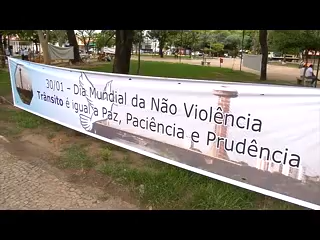 30/01 - Dia Mundial da Não Violência
Trânsito é igual a Paz, Paciência e Prudência